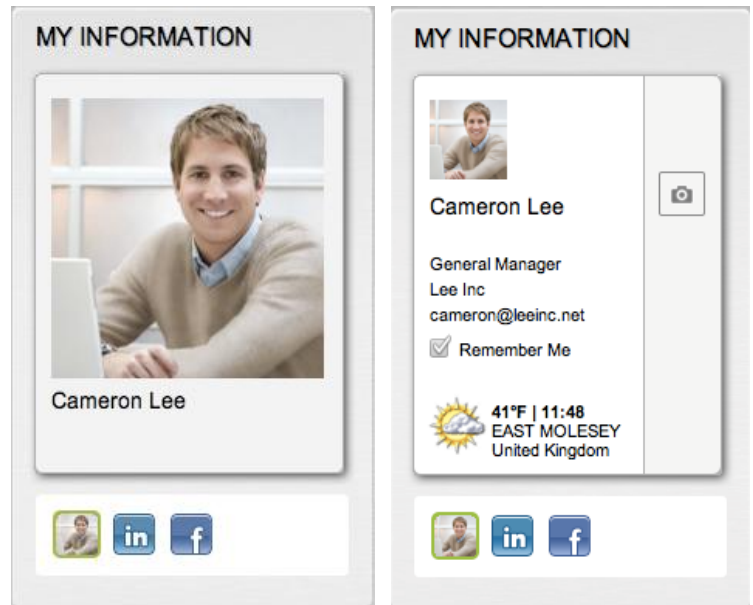 MY INFORMATION
Cameron Lee
in f
MY INFORMATION
Cameron Lee
General Manager
Lee Inc
cameron@leeinc.net
Remember Me
41°F | 11:48
EAST MOLESEY
United Kingdom
in f